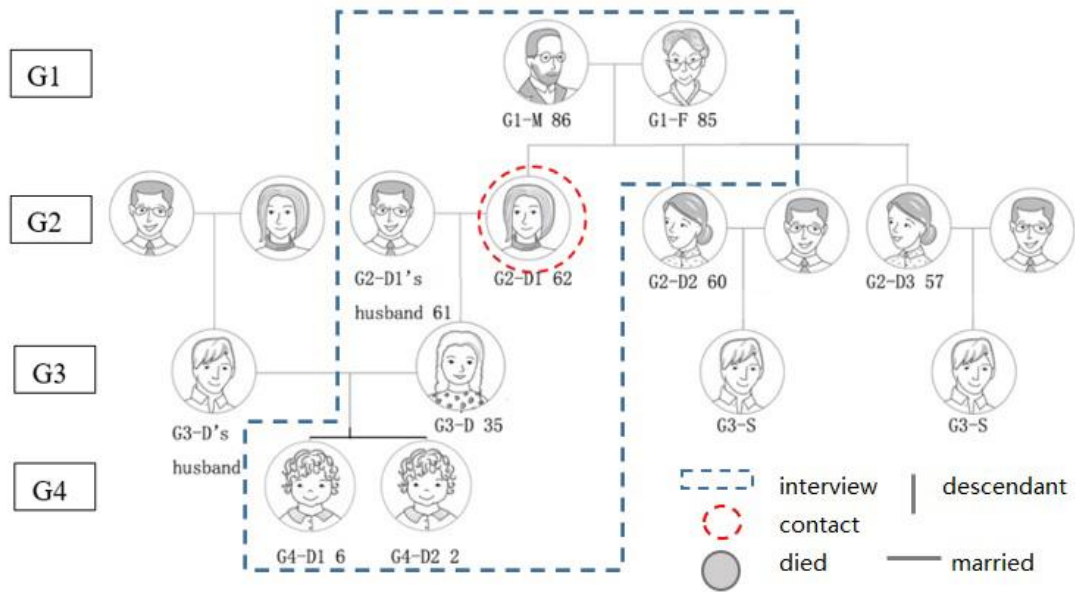 G1
G1-M 86
G1-F 85
G2
G2-D1's
husband 61
G2-D1 62
G2-D2 60
G2-D3 57
G3
G3-D's
husband
G3-D 35
G3-S
G3-S
G4
G4-D1 6
G4-D2 2
interview
descendant
contact
died
married